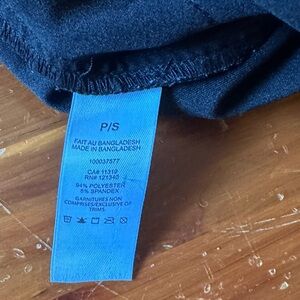 P/S
FAIT AU BANGLADESH
MADE IN BANGLADESH
100037577
CA# 11319
RN# 121345
94% POLYESTER
6% SPANDEX
GARNITURES NON
COMPRISES/EXCLUSIVE OF
TRIMS